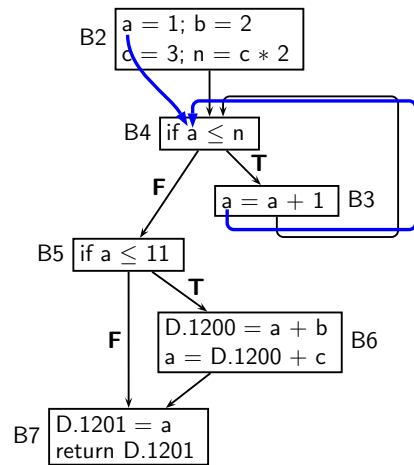 B2
a = 1; b = 2
c = 3; n = c * 2
B4
if a ≤ n
T
F
a = a + 1
B3
B5
if a ≤ 11
T
F
D.1200 = a + b
a = D.1200 + c
B6
B7
D.1201 = a
return D.1201